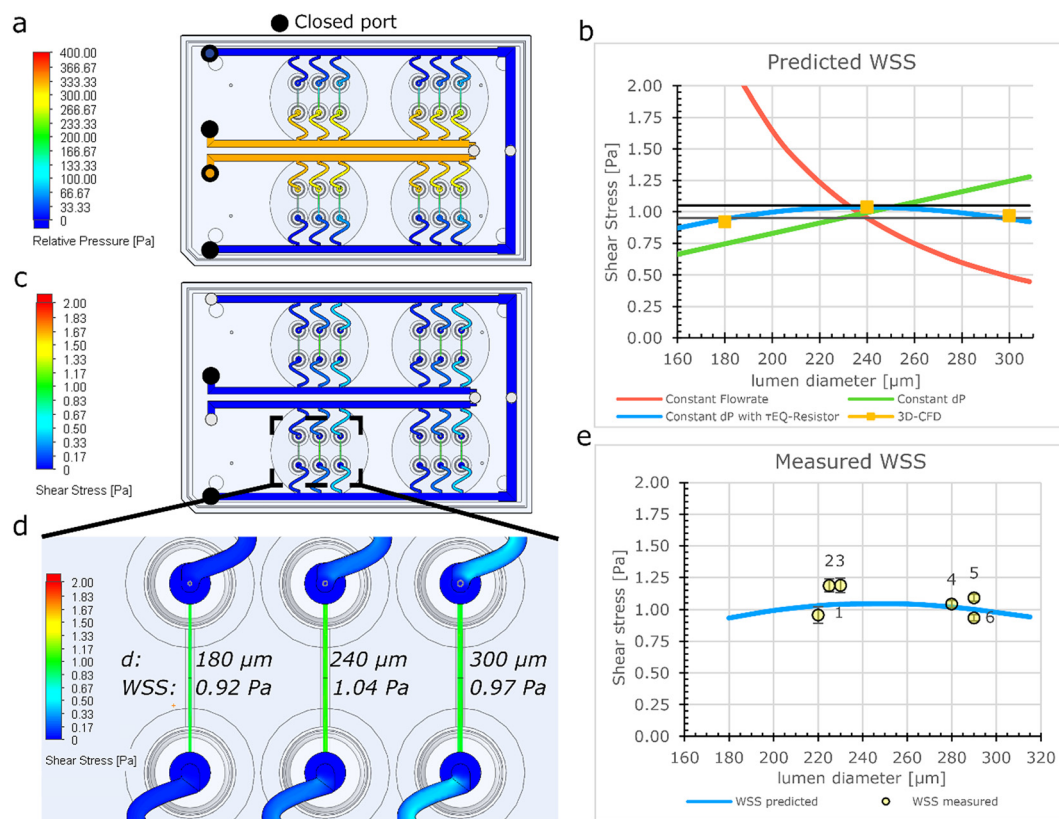 a
Closed port
400.00
366.67
333.33
300.00
266.67
233.33
200.00
166.67
133.33
100.00
66.67
33.33
0
Relative Pressure [Pa]
b
Predicted WSS
2.00
1.75
1.50
1.25
1.00
0.75
0.50
0.25
0.00
Shear Stress [Pa]
160 180 200 220 240 260 280 300
lumen diameter [µm]
Constant Flowrate
Constant dP
Constant dP with τEQ-Resistor
3D-CFD
c
2.00
1.83
1.67
1.50
1.33
1.17
1.00
0.83
0.67
0.50
0.33
0.17
0
Shear Stress [Pa]
d
2.00
1.83
1.67
1.50
1.33
1.17
1.00
0.83
0.67
0.50
0.33
0.17
0
Shear Stress [Pa]
d: 180 µm 240 µm 300 µm
WSS: 0.92 Pa 1.04 Pa 0.97 Pa
e
Measured WSS
2.00
1.75
1.50
1.25
1.00
0.75
0.50
0.25
0.00
Shear stress [Pa]
23
4
5
1
6
160 180 200 220 240 260 280 300 320
lumen diameter [µm]
WSS predicted
WSS measured